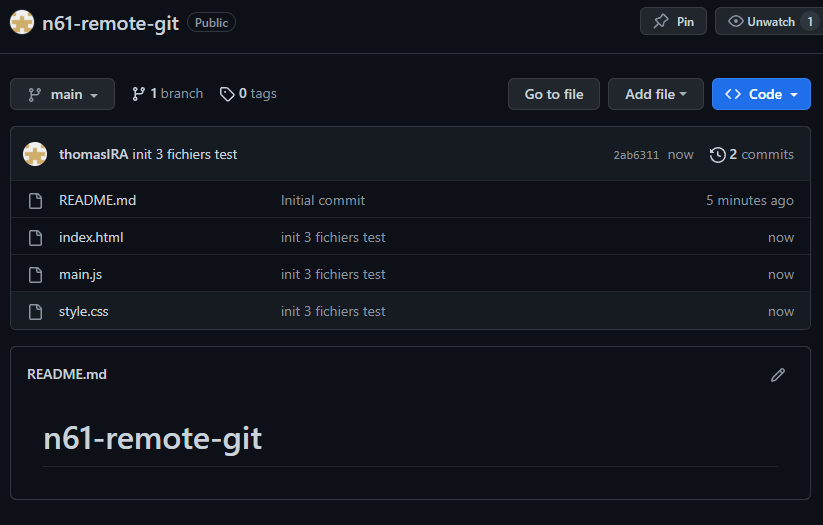 n61-remote-git Public Pin Unwatch 1
main 1 branch 0 tags Go to file Add file Code
thomasIRA init 3 fichiers test 2ab6311 now 2 commits
README.md Initial commit 5 minutes ago
index.html init 3 fichiers test now
main.js init 3 fichiers test now
style.css init 3 fichiers test now
README.md
n61-remote-git